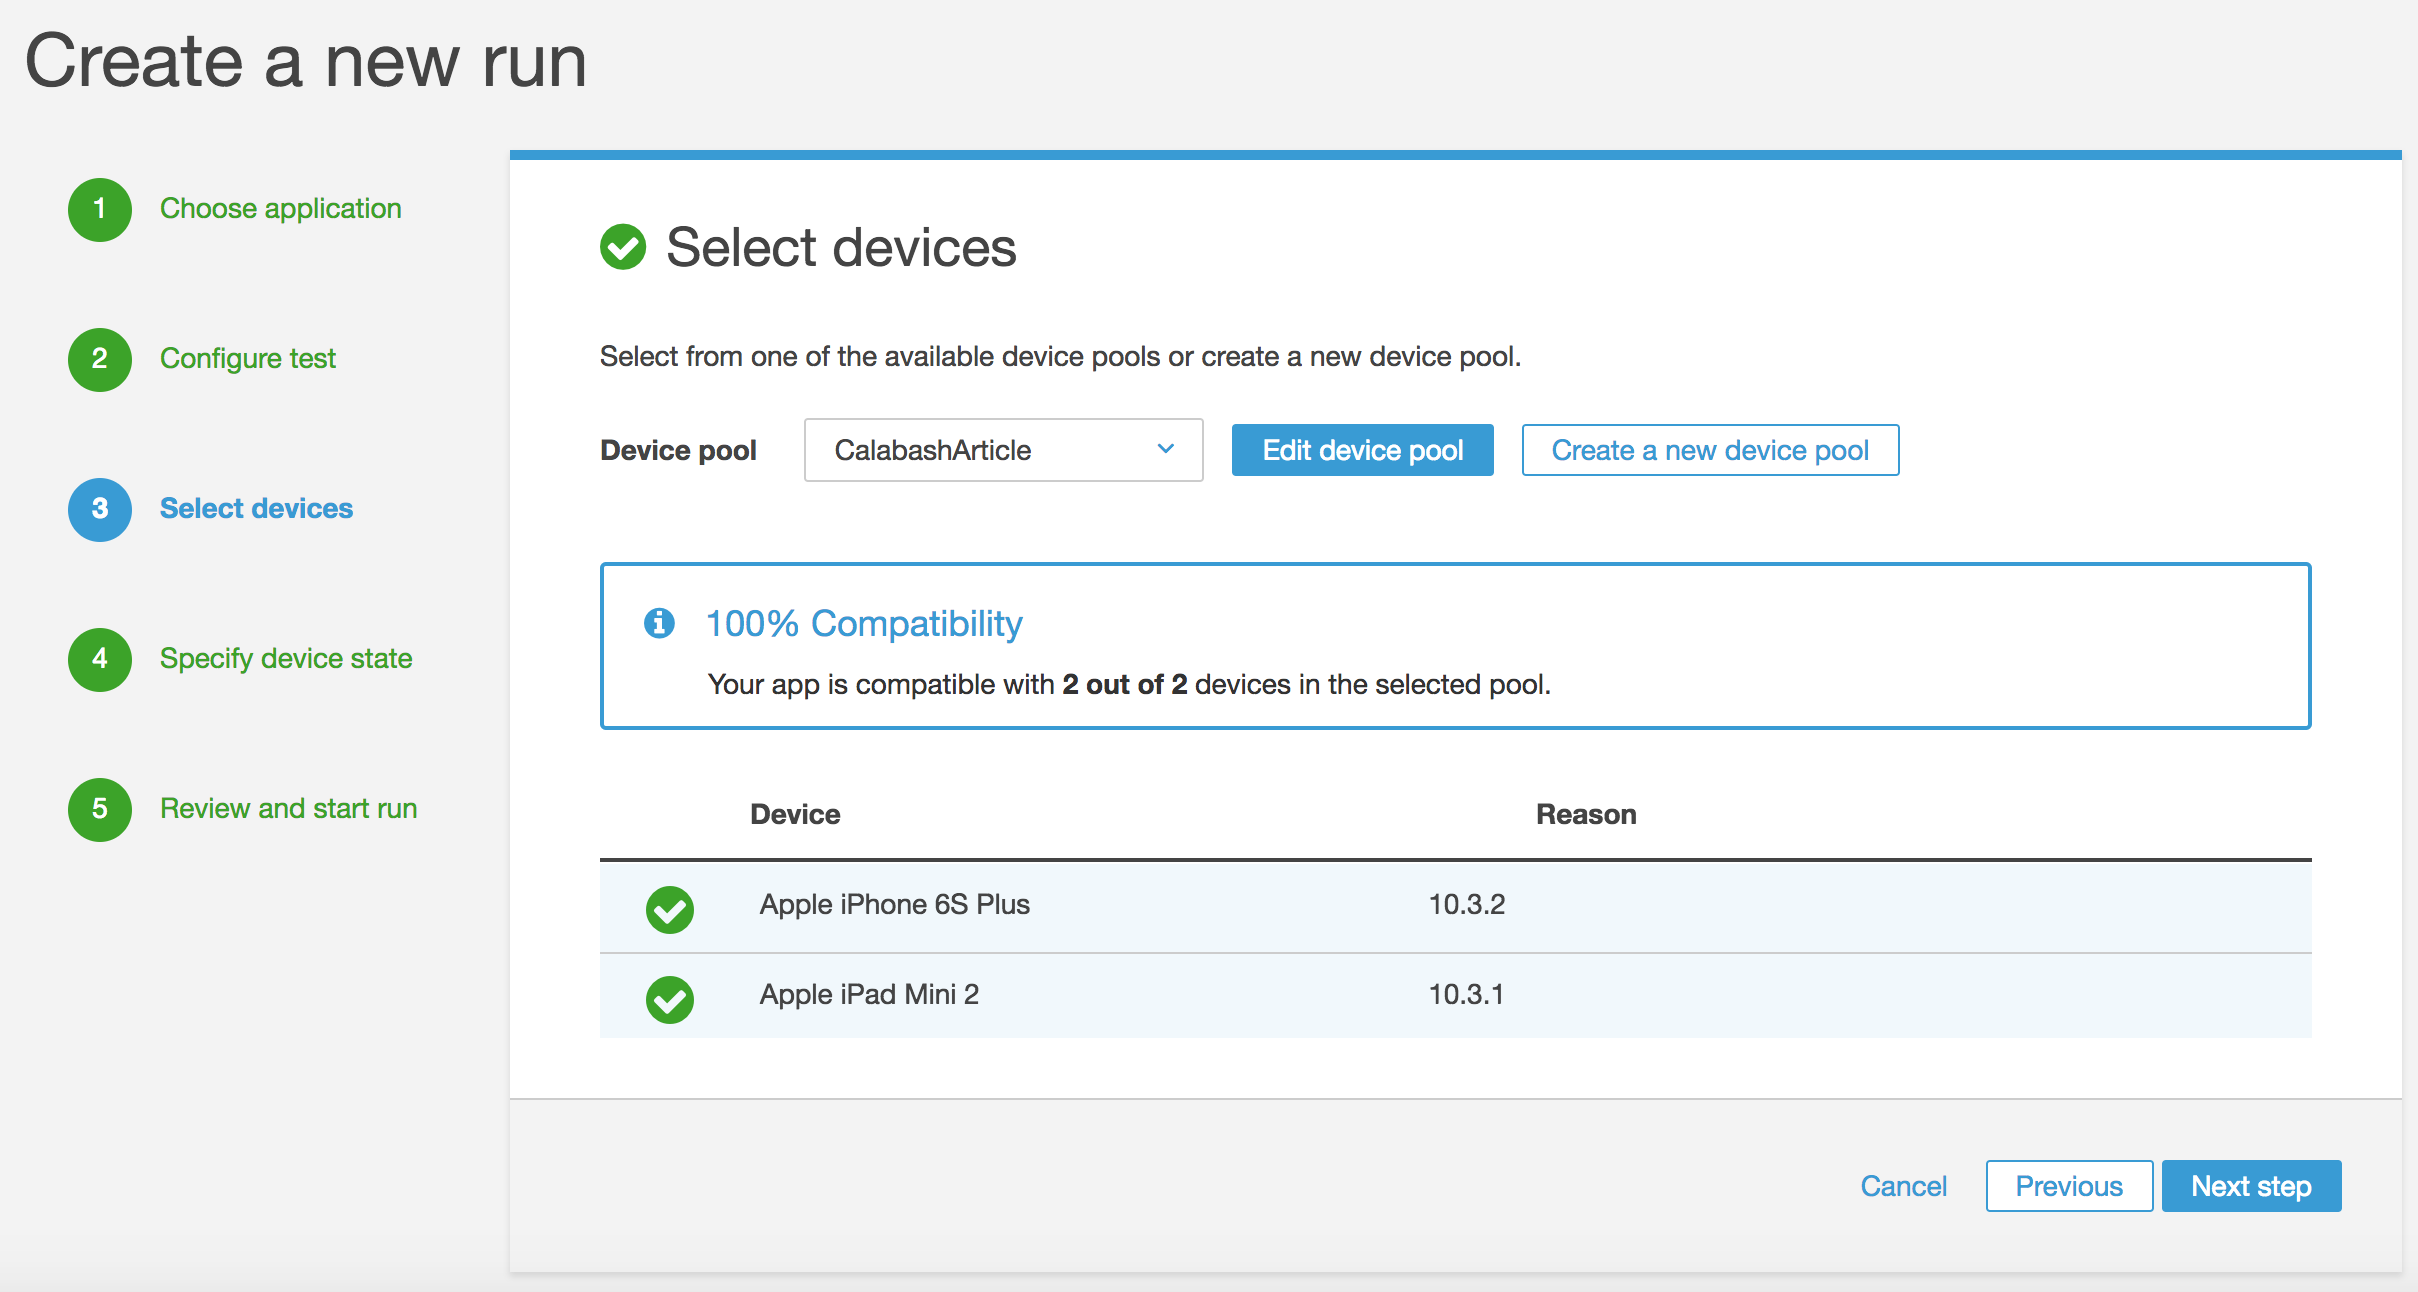 Create a new run
1 Choose application
2 Configure test
3 Select devices
4 Specify device state
5 Review and start run
Select devices
Select from one of the available device pools or create a new device pool.
Device pool CalabashArticle Edit device pool Create a new device pool
100% Compatibility
Your app is compatible with 2 out of 2 devices in the selected pool.
Device Reason
Apple iPhone 6S Plus 10.3.2
Apple iPad Mini 2 10.3.1
Cancel Previous Next step